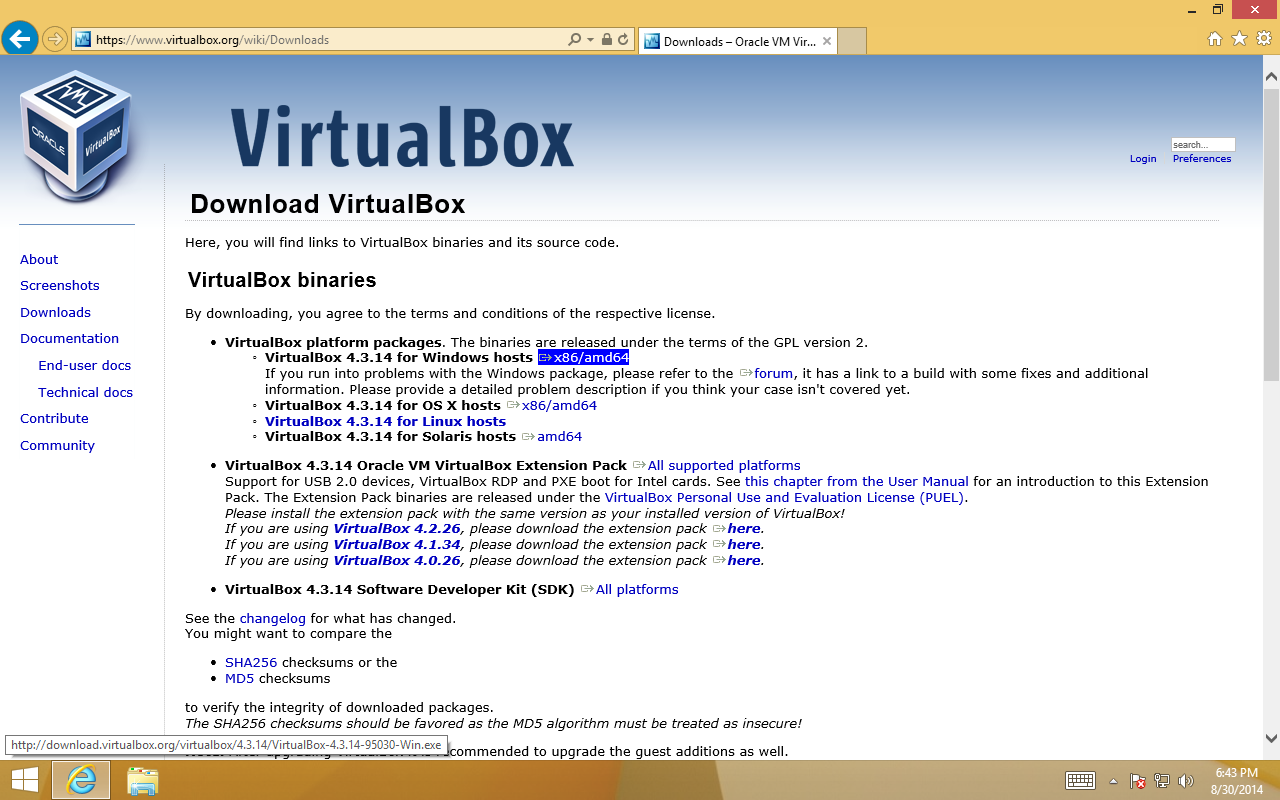 https://www.virtualbox.org/wiki/Downloads
Downloads – Oracle VM Vir...
ORACLE
VirtualBox
VirtualBox
search...
Login Preferences
Download VirtualBox
Here, you will find links to VirtualBox binaries and its source code.
About
Screenshots
Downloads
Documentation
End-user docs
Technical docs
Contribute
Community
VirtualBox binaries
By downloading, you agree to the terms and conditions of the respective license.
• VirtualBox platform packages. The binaries are released under the terms of the GPL version 2.
◦ VirtualBox 4.3.14 for Windows hosts x86/amd64
If you run into problems with the Windows package, please refer to the forum, it has a link to a build with some fixes and additional
information. Please provide a detailed problem description if you think your case isn't covered yet.
◦ VirtualBox 4.3.14 for OS X hosts x86/amd64
◦ VirtualBox 4.3.14 for Linux hosts
◦ VirtualBox 4.3.14 for Solaris hosts amd64
• VirtualBox 4.3.14 Oracle VM VirtualBox Extension Pack All supported platforms
Support for USB 2.0 devices, VirtualBox RDP and PXE boot for Intel cards. See this chapter from the User Manual for an introduction to this Extension
Pack. The Extension Pack binaries are released under the VirtualBox Personal Use and Evaluation License (PUEL).
Please install the extension pack with the same version as your installed version of VirtualBox!
If you are using VirtualBox 4.2.26, please download the extension pack here.
If you are using VirtualBox 4.1.34, please download the extension pack here.
If you are using VirtualBox 4.0.26, please download the extension pack here.
• VirtualBox 4.3.14 Software Developer Kit (SDK) All platforms
See the changelog for what has changed.
You might want to compare the
• SHA256 checksums or the
• MD5 checksums
to verify the integrity of downloaded packages.
The SHA256 checksums should be favored as the MD5 algorithm must be treated as insecure!
recommended to upgrade the guest additions as well.
http://download.virtualbox.org/virtualbox/4.3.14/VirtualBox-4.3.14-95030-Win.exe
6:43 PM
8/30/2014